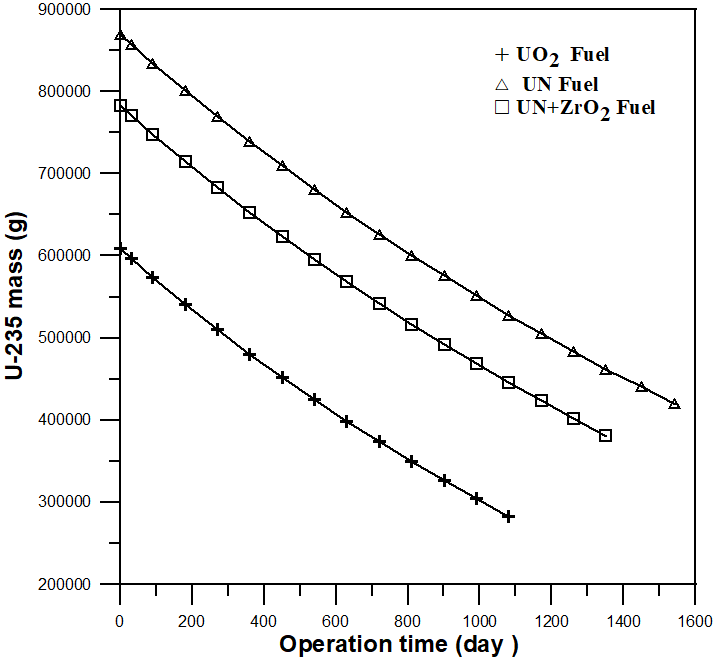 900000
800000
700000
600000
500000
400000
300000
200000
U-235 mass (g)
+ UO2 Fuel
△ UN Fuel
□ UN+ZrO2 Fuel
0 200 400 600 800 1000 1200 1400 1600
Operation time (day )